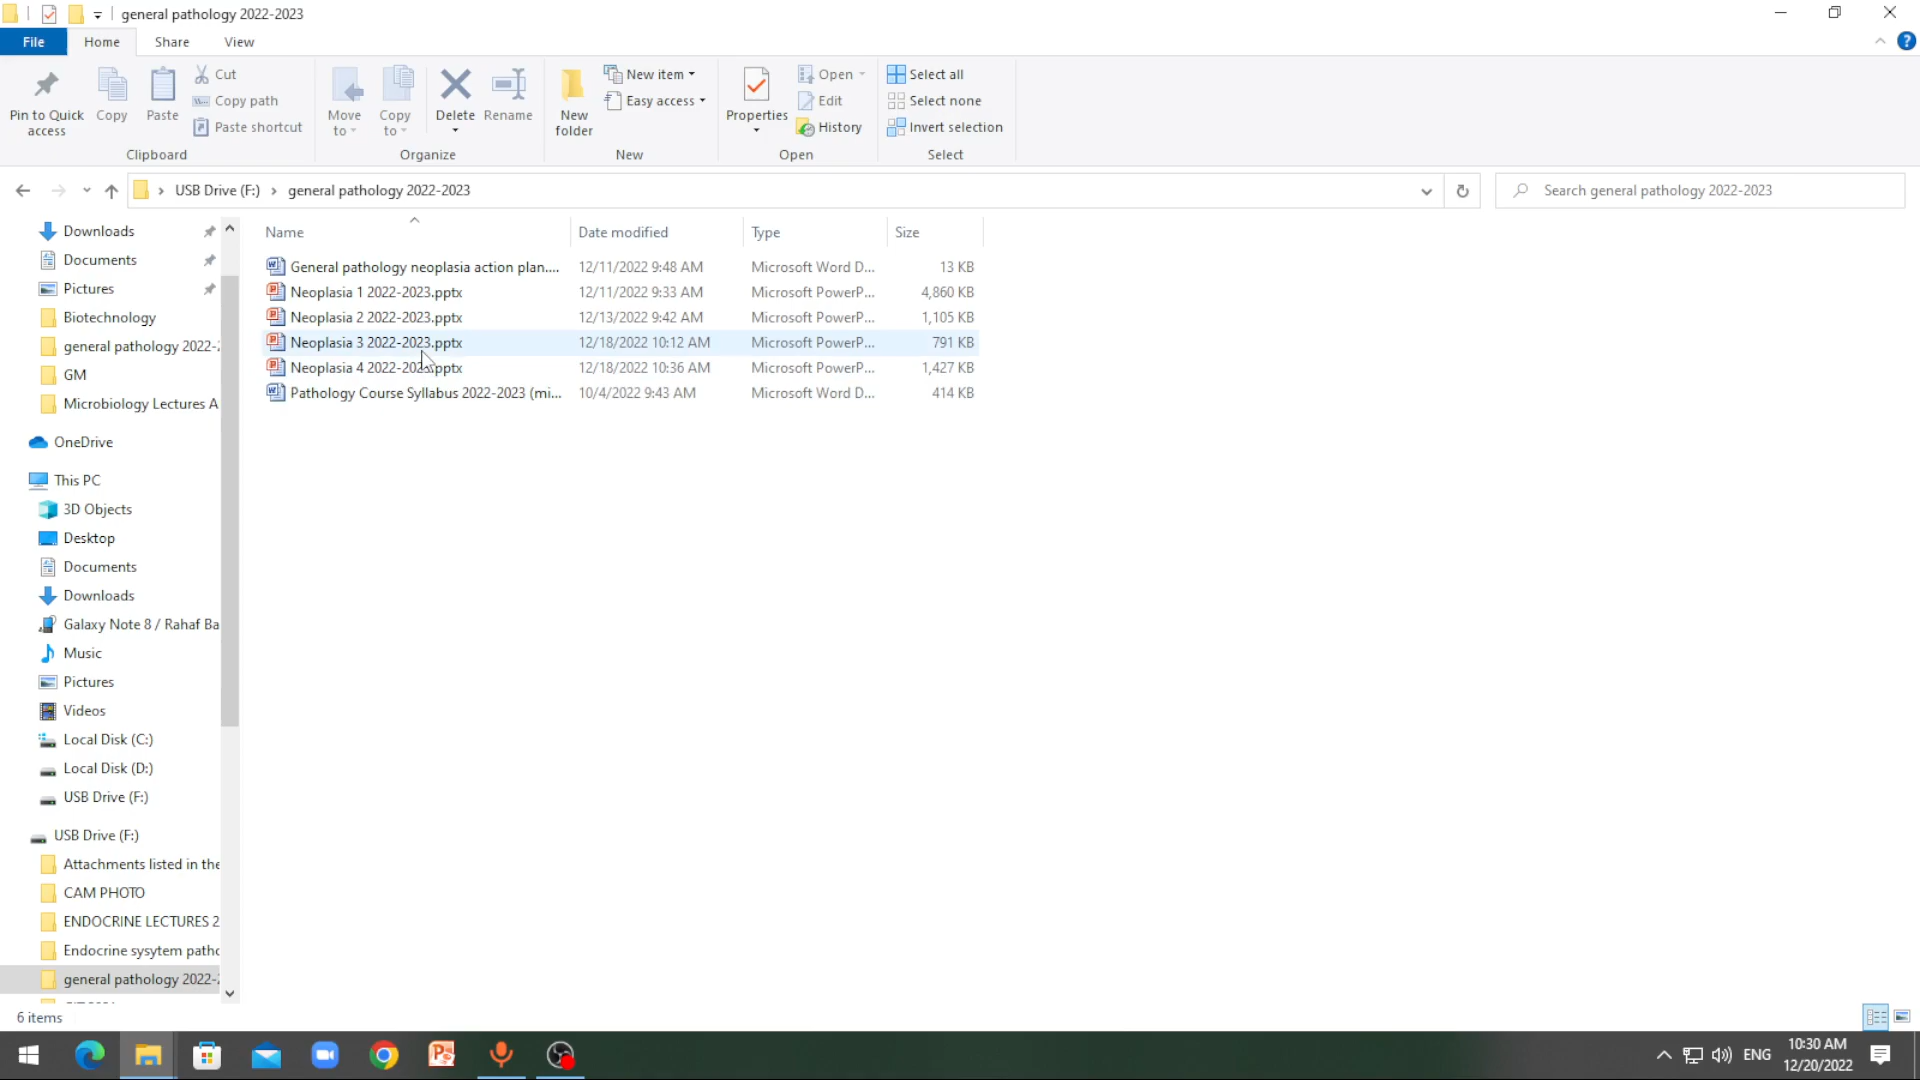 general pathology 2022-2023
File Home Share View
Pin to Quick access
Copy
Paste
Cut
Copy path
Paste shortcut
Clipboard
Move to
Copy to
Delete
Rename
Organize
New folder
New item
Easy access
New
Properties
Open
Edit
History
Open
Select all
Select none
Invert selection
Select
USB Drive (F:) › general pathology 2022-2023
Search general pathology 2022-2023
Downloads
Documents
Pictures
Biotechnology
general pathology 2022-
GM
Microbiology Lectures A
OneDrive
This PC
3D Objects
Desktop
Documents
Downloads
Galaxy Note 8 / Rahaf Ba
Music
Pictures
Videos
Local Disk (C:)
Local Disk (D:)
USB Drive (F:)
USB Drive (F:)
Attachments listed in the
CAM PHOTO
ENDOCRINE LECTURES 2
Endocrine sysytem patho
general pathology 2022-
Name Date modified Type Size
General pathology neoplasia action plan.... 12/11/2022 9:48 AM Microsoft Word D... 13 KB
Neoplasia 1 2022-2023.pptx 12/11/2022 9:33 AM Microsoft PowerP... 4,860 KB
Neoplasia 2 2022-2023.pptx 12/13/2022 9:42 AM Microsoft PowerP... 1,105 KB
Neoplasia 3 2022-2023.pptx 12/18/2022 10:12 AM Microsoft PowerP... 791 KB
Neoplasia 4 2022-2023.pptx 12/18/2022 10:36 AM Microsoft PowerP... 1,427 KB
Pathology Course Syllabus 2022-2023 (mi... 10/4/2022 9:43 AM Microsoft Word D... 414 KB
6 items
ENG
10:30 AM
12/20/2022